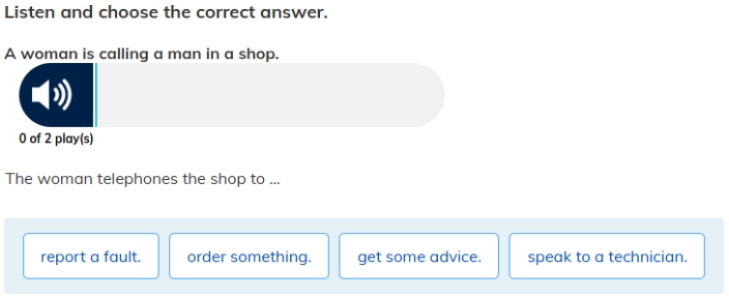 Listen and choose the correct answer.
A woman is calling a man in a shop.
0 of 2 play(s)
The woman telephones the shop to ...
report a fault. order something. get some advice. speak to a technician.